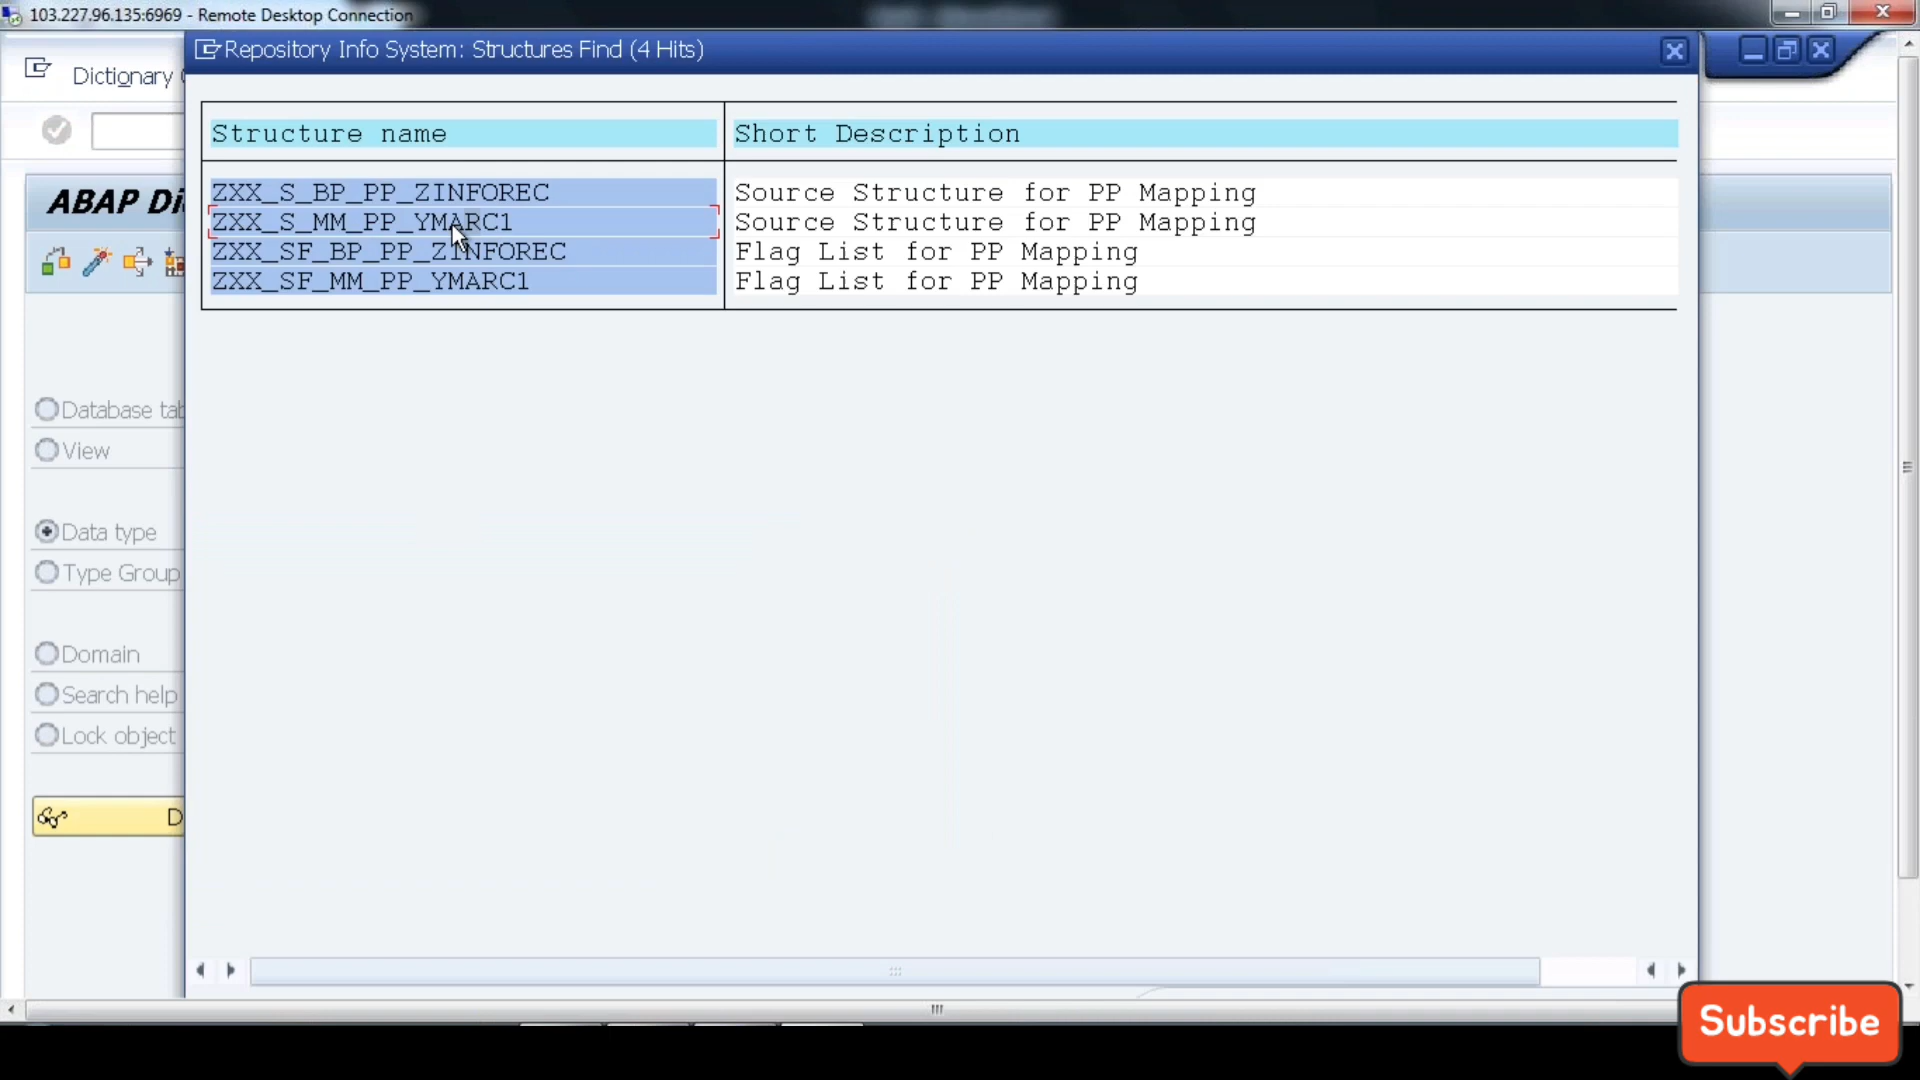 103.227.96.135:6969 - Remote Desktop Connection
Repository Info System: Structures Find (4 Hits)
Dictionary
ABAP Di
Structure name Short Description
ZXX_S_BP_PP_ZINFOREC Source Structure for PP Mapping
ZXX_S_MM_PP_YMARC1 Source Structure for PP Mapping
ZXX_SF_BP_PP_ZINFOREC Flag List for PP Mapping
ZXX_SF_MM_PP_YMARC1 Flag List for PP Mapping
Database tab
View
Data type
Type Group
Domain
Search help
Lock object
D
Subscribe